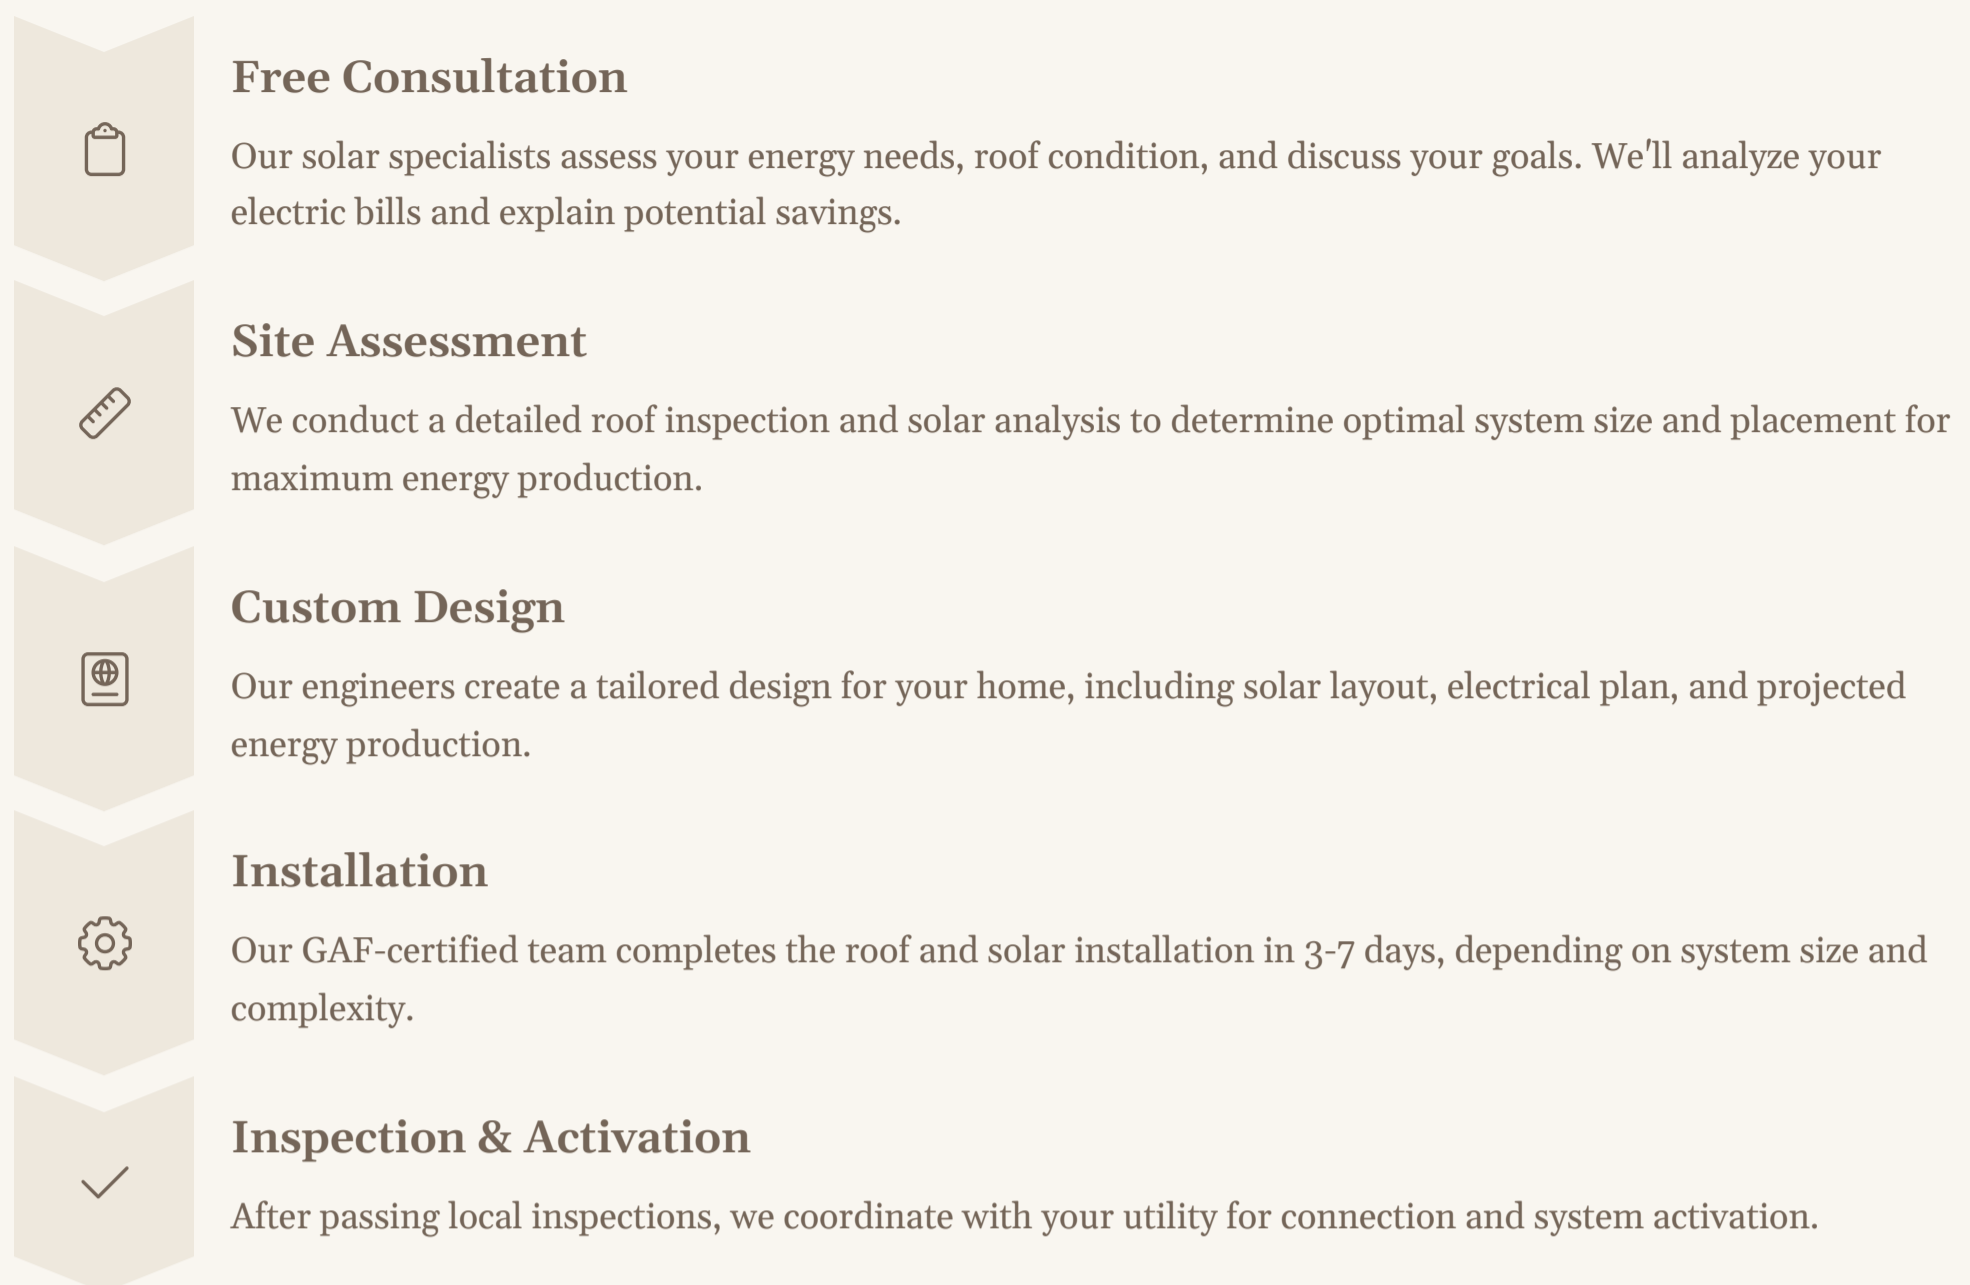 Free Consultation
Our solar specialists assess your energy needs, roof condition, and discuss your goals. We'll analyze your
electric bills and explain potential savings.
Site Assessment
We conduct a detailed roof inspection and solar analysis to determine optimal system size and placement for
maximum energy production.
Custom Design
Our engineers create a tailored design for your home, including solar layout, electrical plan, and projected
energy production.
Installation
Our GAF-certified team completes the roof and solar installation in 3-7 days, depending on system size and
complexity.
Inspection & Activation
After passing local inspections, we coordinate with your utility for connection and system activation.